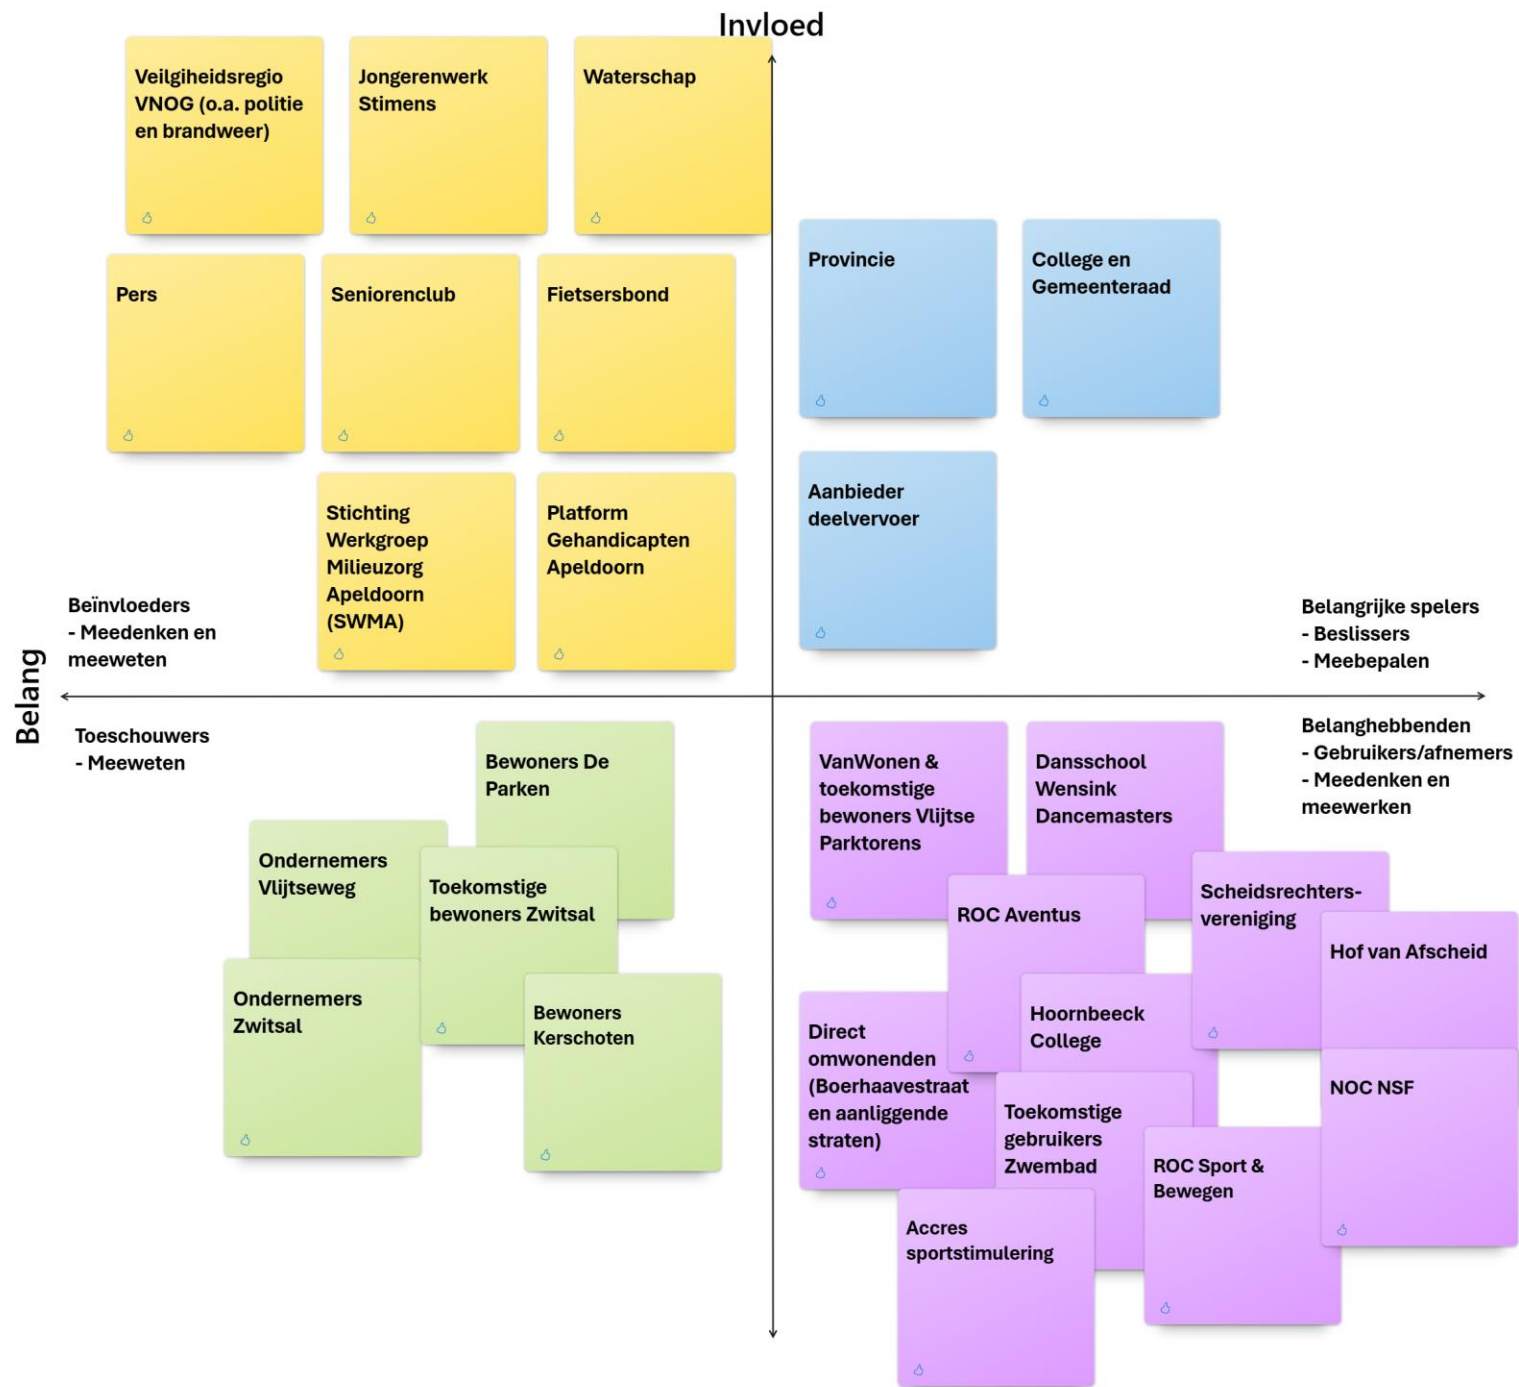 Invloed
Veilgiheidsregio
VNOG (o.a. politie
en brandweer)
Jongerenwerk
Stimens
Waterschap
Provincie
College en
Gemeenteraad
Pers
Seniorenclub
Fietsersbond
Aanbieder
deelvervoer
Stichting
Werkgroep
Milieuzorg
Apeldoorn
(SWMA)
Platform
Gehandicapten
Apeldoorn
Beïnvloeders
- Meedenken en
meeweten
Belangrijke spelers
- Beslissers
- Meebepalen
Belang
Toeschouwers
- Meeweten
Bewoners De
Parken
Ondernemers
Vlijtseweg
Toekomstige
bewoners Zwitsal
Ondernemers
Zwitsal
Bewoners
Kerschoten
Belanghebbenden
- Gebruikers/afnemers
- Meedenken en
meewerken
VanWonen &
toekomstige
bewoners Vlijtse
Parktorens
Dansschool
Wensink
Dancemasters
Scheidsrechters-
vereniging
ROC Aventus
Hof van Afscheid
Hoornbeeck
College
Direct
omwonenden
(Boerhaavestraat
en aanliggende
straten)
NOC NSF
Toekomstige
gebruikers
Zwembad
ROC Sport &
Bewegen
Accres
sportstimulering